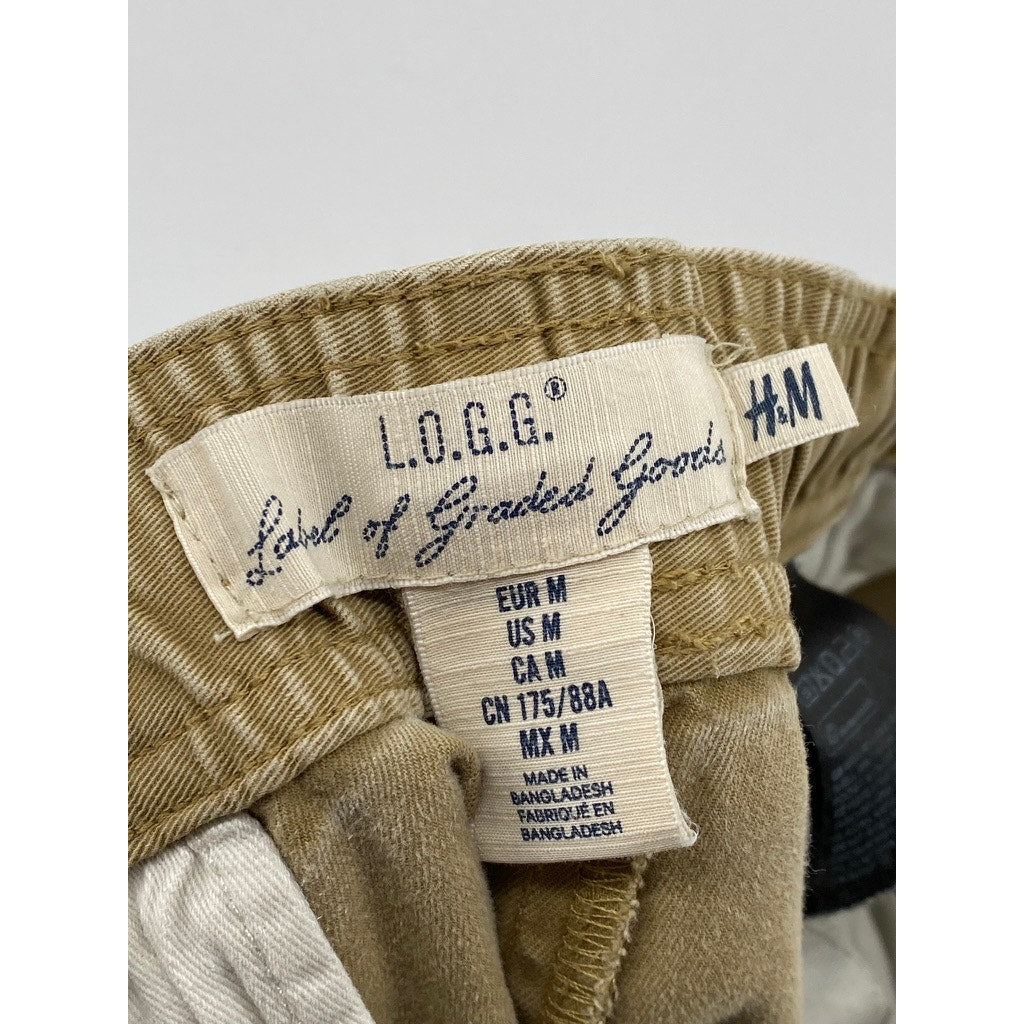 L.O.G.G.®
Label of Graded Goods
H&M
EUR M
US M
CA M
CN 175/88A
MX M
MADE IN
BANGLADESH
FABRIQUÉ EN
BANGLADESH